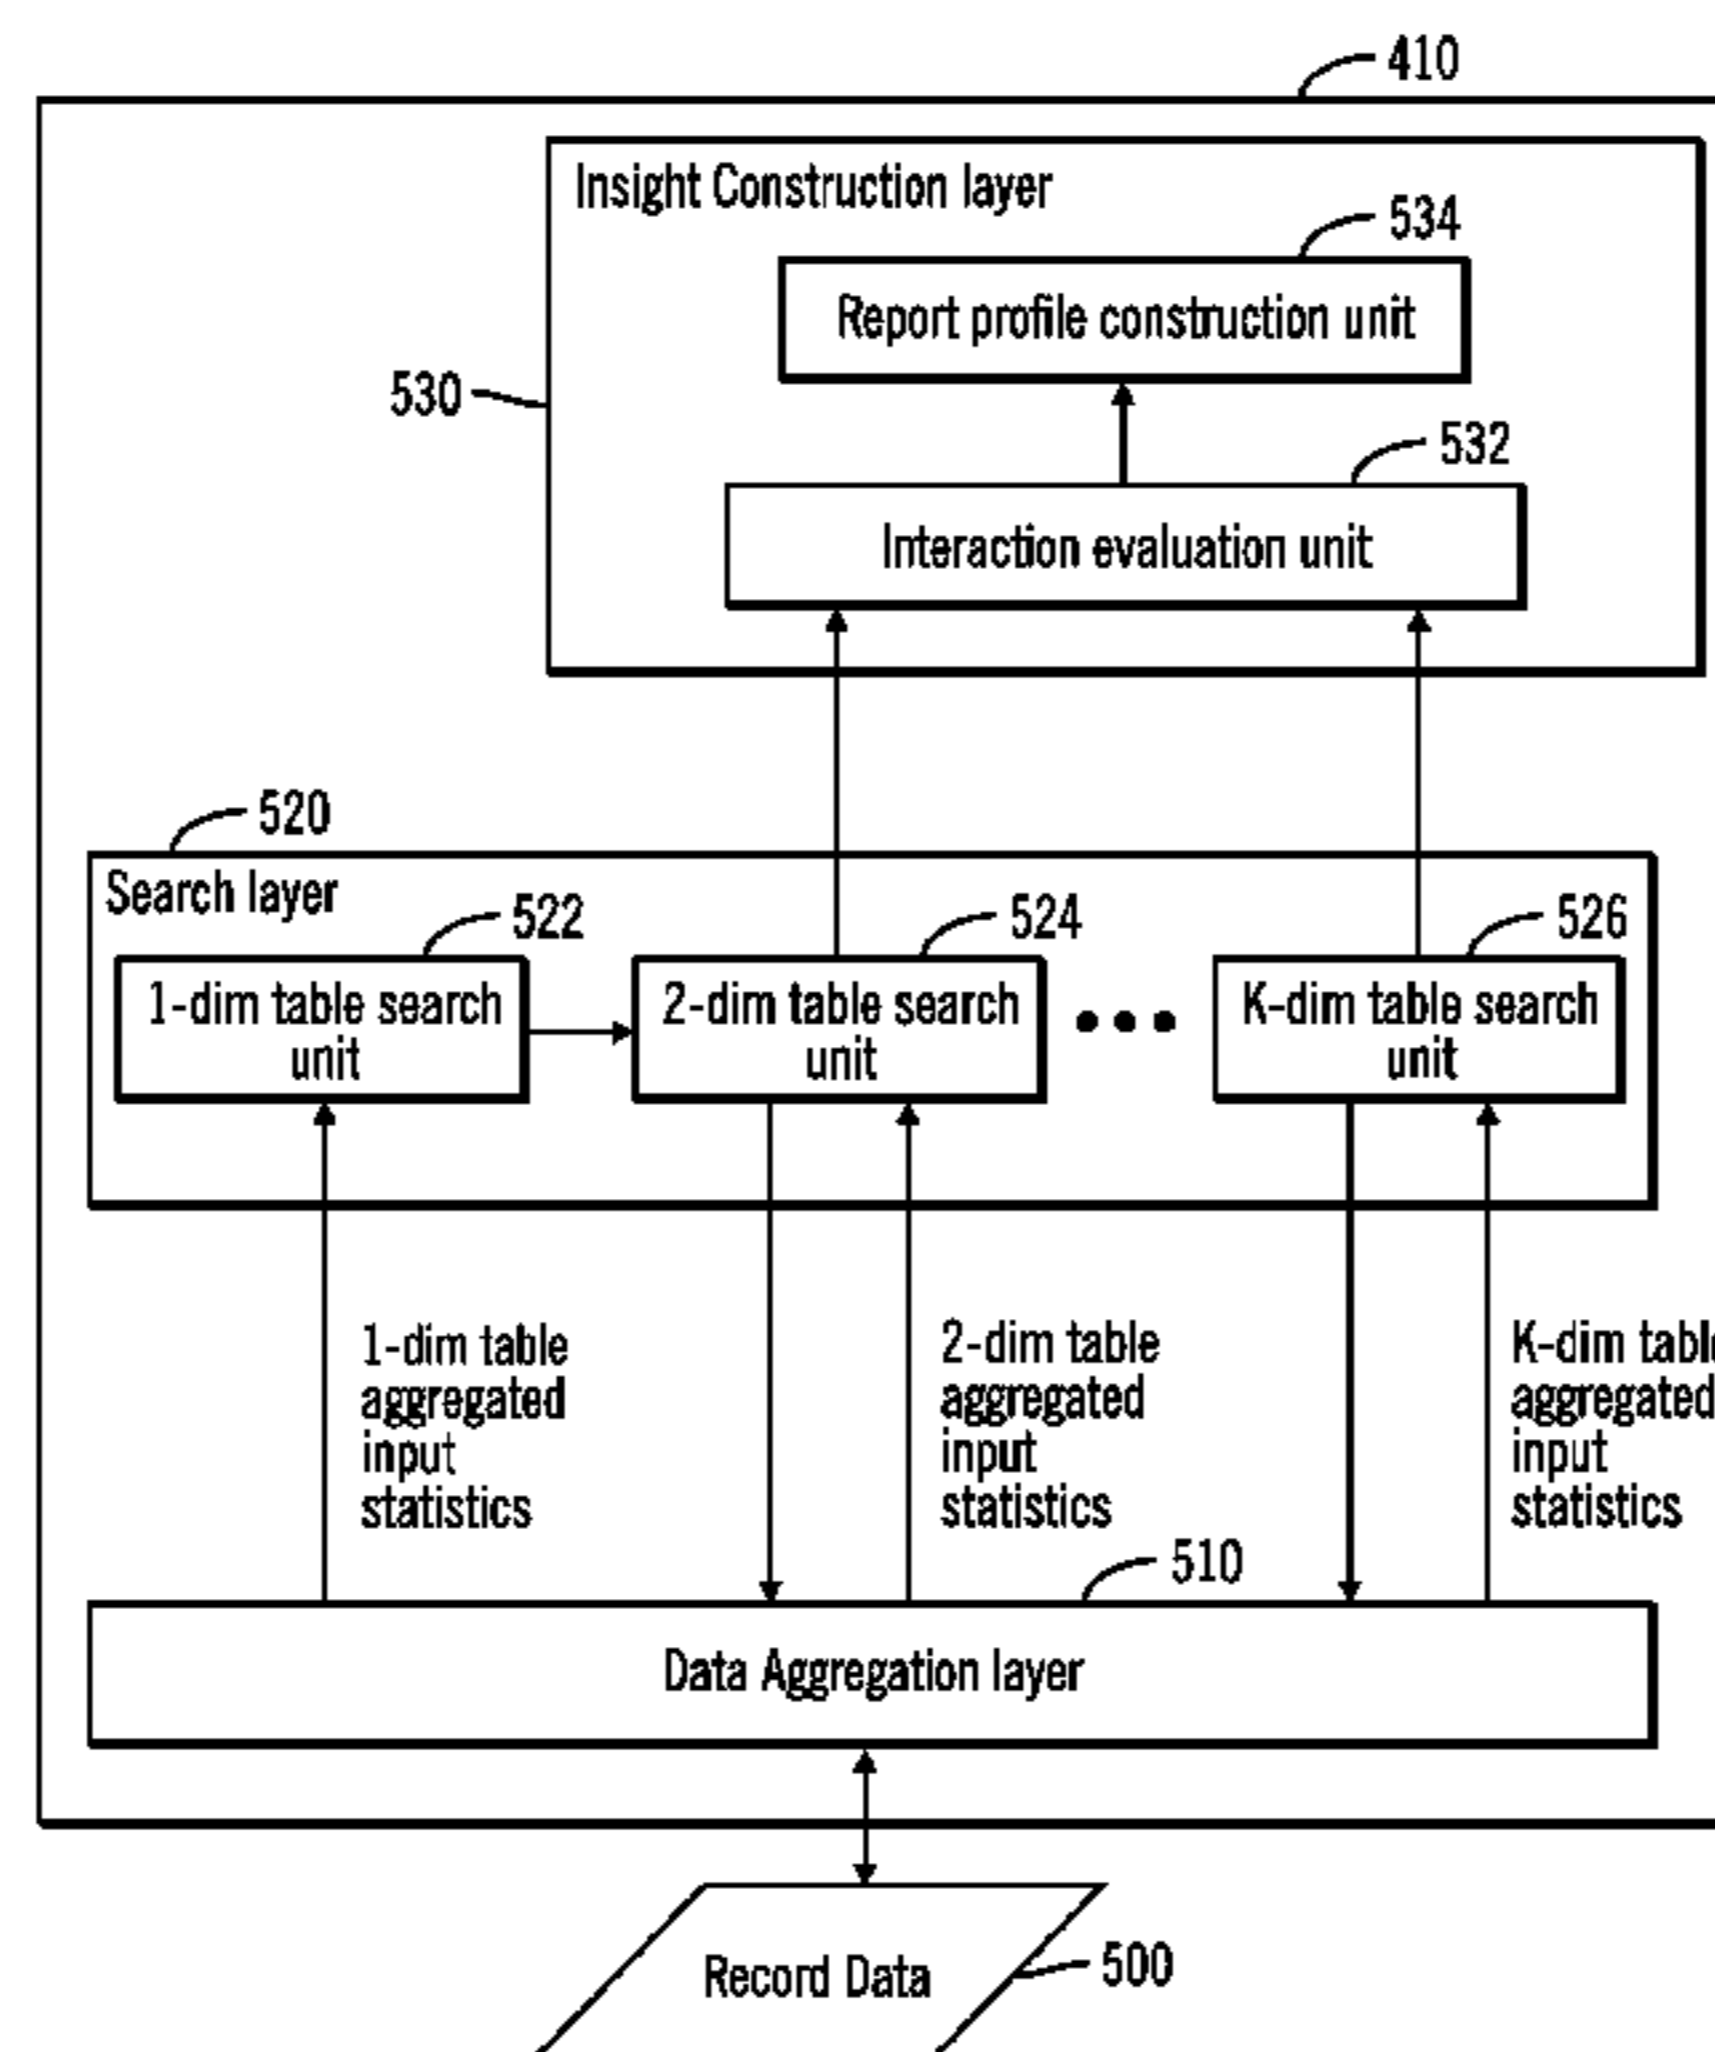 410
Insight Construction layer
534
Report profile construction unit
530
532
Interaction evaluation unit
520
Search layer
522
524
526
1-dim table search
unit
2-dim table search
unit
K-dim table search
unit
1-dim table
aggregated
input
statistics
2-dim table
aggregated
input
statistics
K-dim table
aggregated
input
statistics
510
Data Aggregation layer
Record Data
500